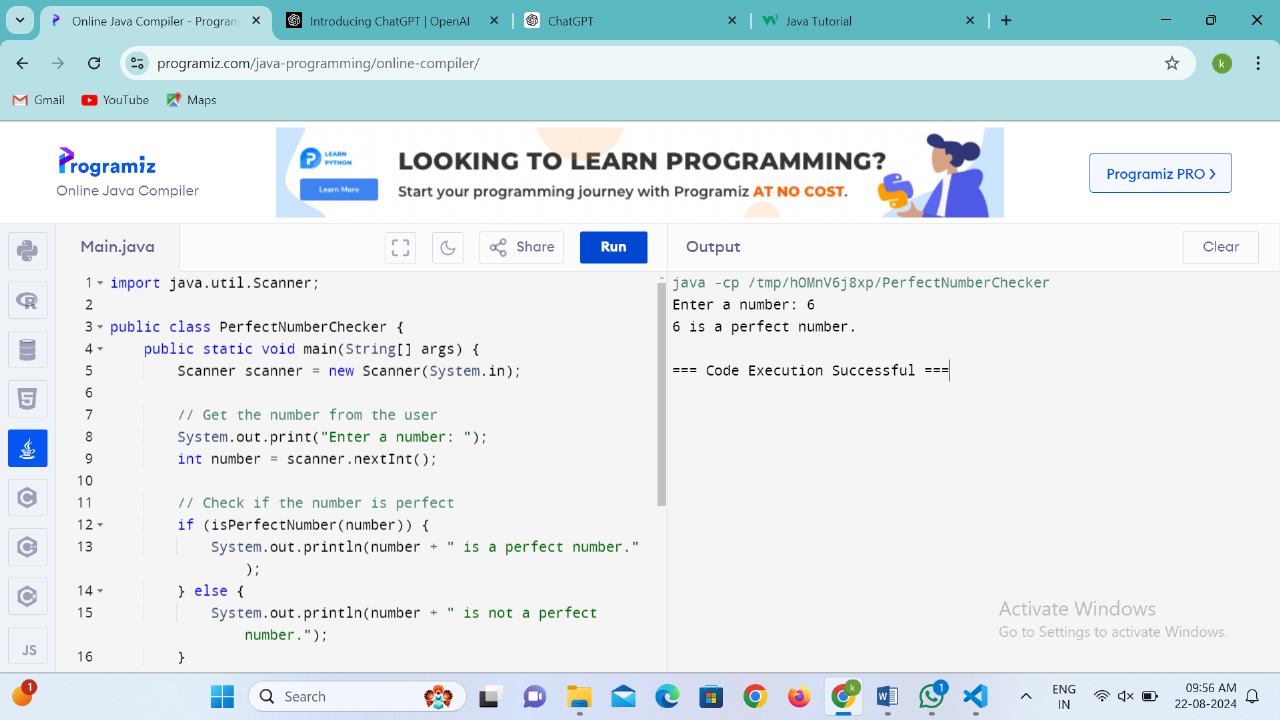 Online Java Compiler - Programiz
Introducing ChatGPT | OpenAI
ChatGPT
Java Tutorial
programiz.com/java-programming/online-compiler/
k
Gmail
YouTube
Maps
Programiz
Online Java Compiler
LEARN
PYTHON
Learn More
LOOKING TO LEARN PROGRAMMING?
Start your programming journey with Programiz AT NO COST.
Programiz PRO >
Main.java
Share
Run
Output
Clear
1 import java.util.Scanner;
2
3 public class PerfectNumberChecker {
4 public static void main(String[] args) {
5 Scanner scanner = new Scanner(System.in);
6
7 // Get the number from the user
8 System.out.print("Enter a number: ");
9 int number = scanner.nextInt();
10
11 // Check if the number is perfect
12 if (isPerfectNumber(number)) {
13 System.out.println(number + " is a perfect number."
);
14 } else {
15 System.out.println(number + " is not a perfect
number.");
16 }
JS
java -cp /tmp/hOMnV6j8xp/PerfectNumberChecker
Enter a number: 6
6 is a perfect number.
=== Code Execution Successful ===
Activate Windows
Go to Settings to activate Windows.
1
Search
k
1
ENG
IN
09:56 AM
22-08-2024